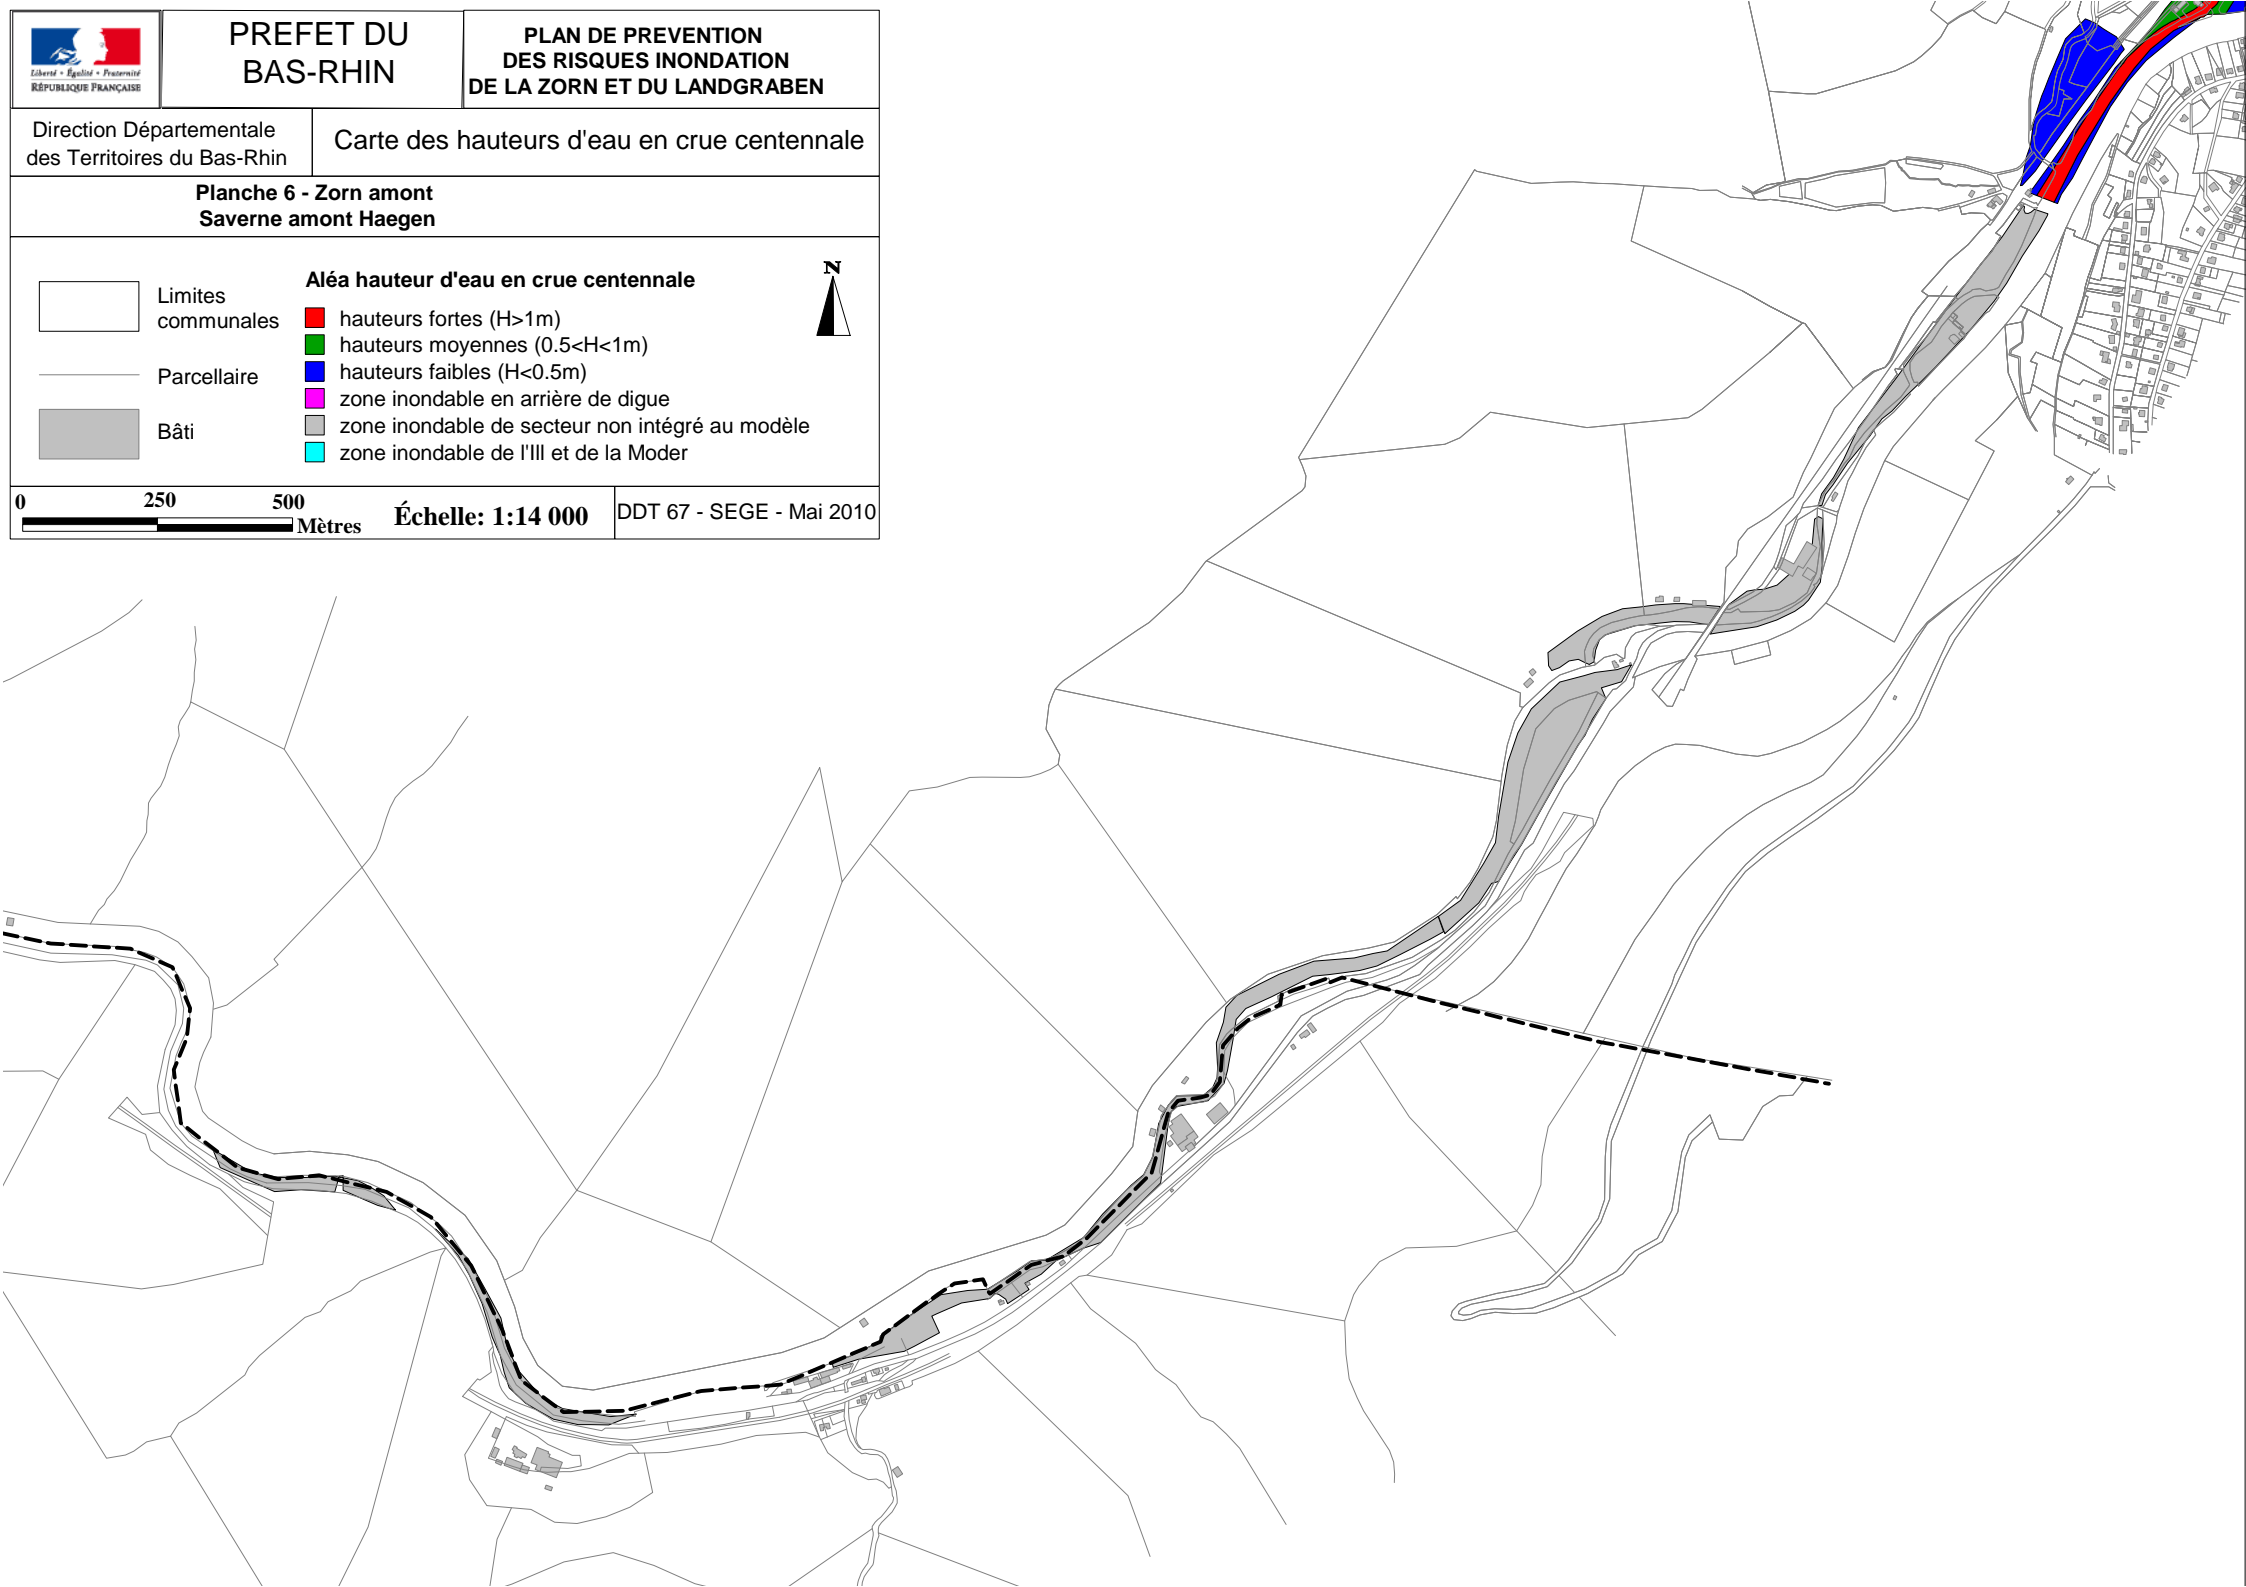 Liberté • Égalité • Fraternité
RÉPUBLIQUE FRANÇAISE
PREFET DU
BAS-RHIN
PLAN DE PREVENTION
DES RISQUES INONDATION
DE LA ZORN ET DU LANDGRABEN
Direction Départementale
des Territoires du Bas-Rhin
Carte des hauteurs d'eau en crue centennale
Planche 6 - Zorn amont
Saverne amont Haegen
Limites
communales
Parcellaire
Bâti
Aléa hauteur d'eau en crue centennale
hauteurs fortes (H>1m)
hauteurs moyennes (0.5<H<1m)
hauteurs faibles (H<0.5m)
zone inondable en arrière de digue
zone inondable de secteur non intégré au modèle
zone inondable de l'Ill et de la Moder
N
0 250 500
Mètres
Échelle: 1:14 000
DDT 67 - SEGE - Mai 2010